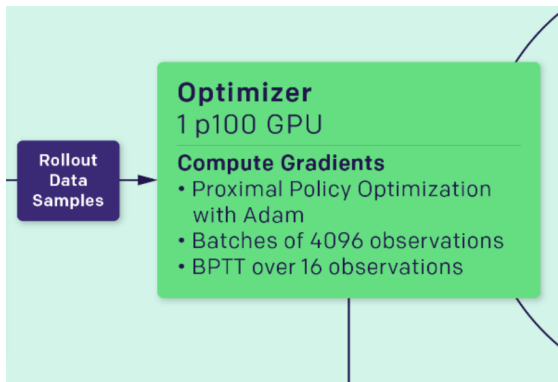 Rollout
Data
Samples
Optimizer
1 p100 GPU
Compute Gradients
• Proximal Policy Optimization
with Adam
• Batches of 4096 observations
• BPTT over 16 observations